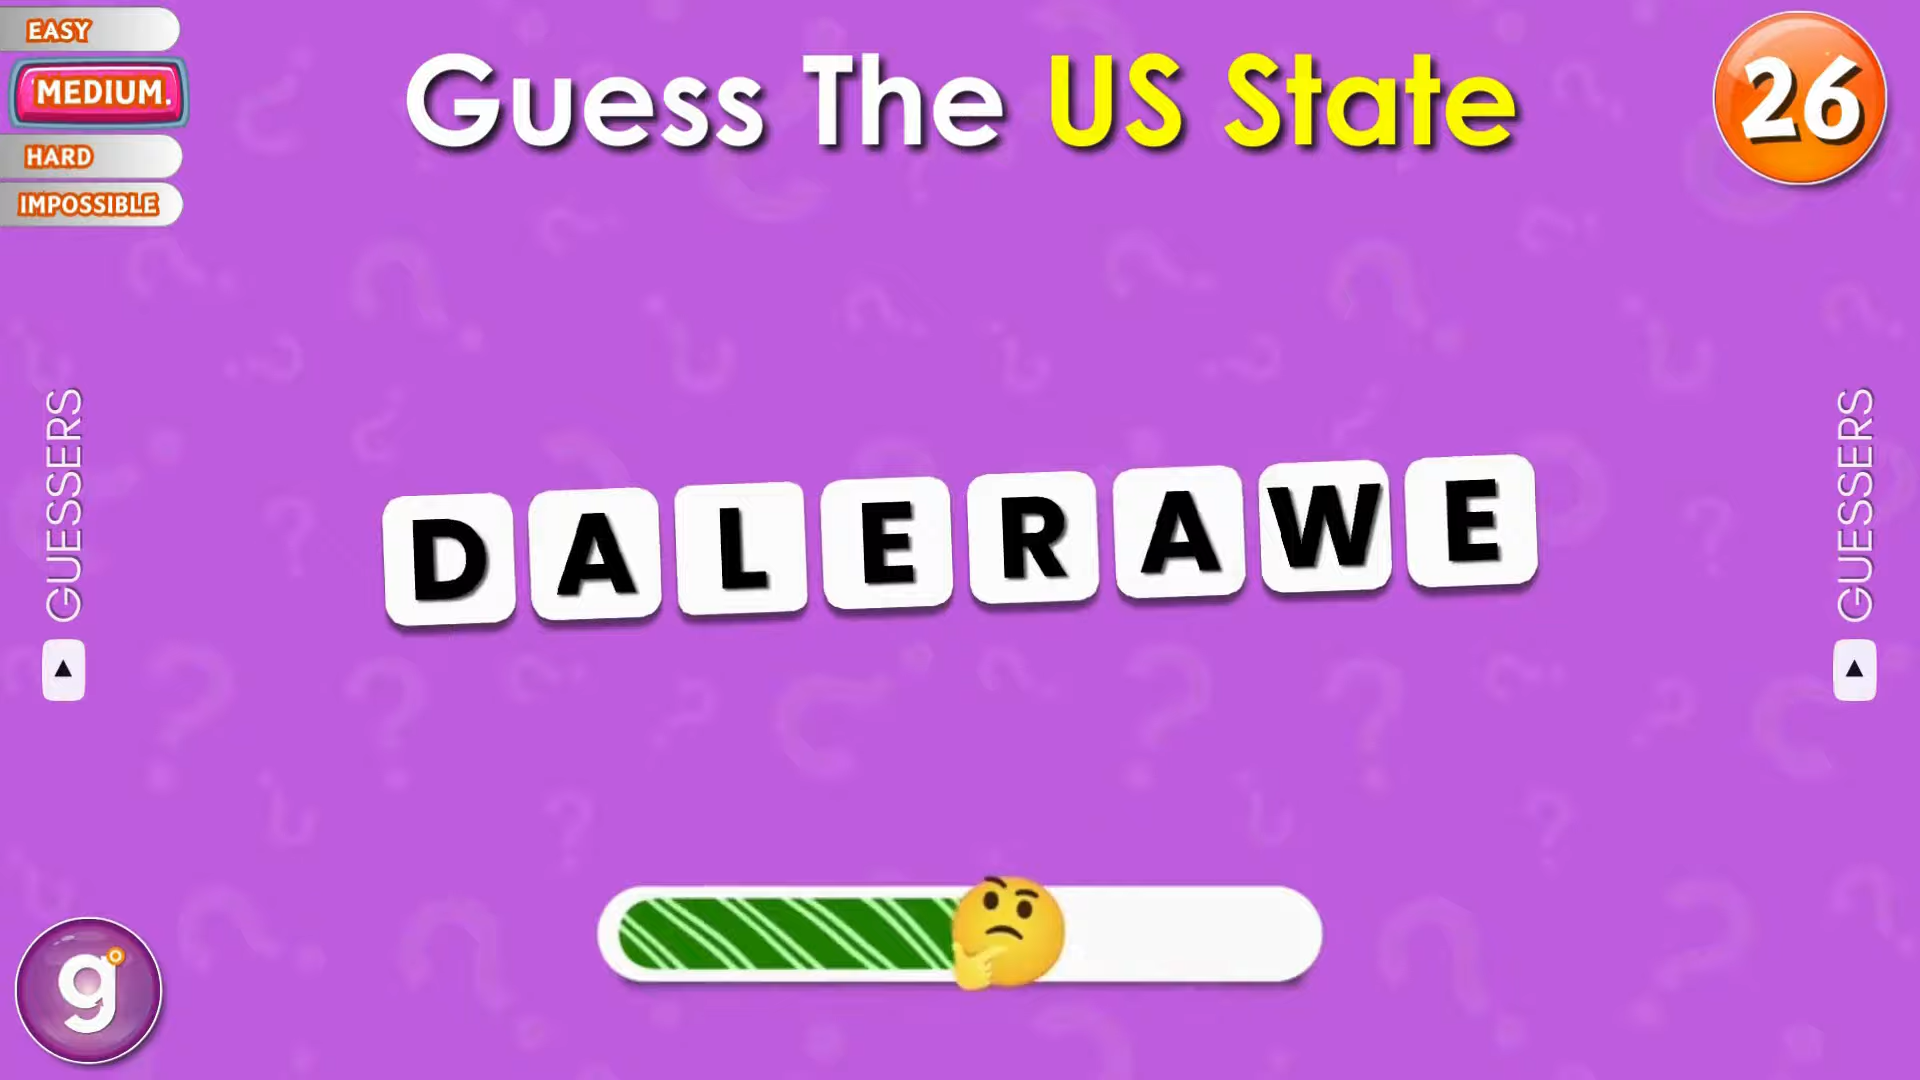 EASY
MEDIUM.
HARD
IMPOSSIBLE
Guess The US State
26
GUESSERS
DALERAWE
GUESSERS
g